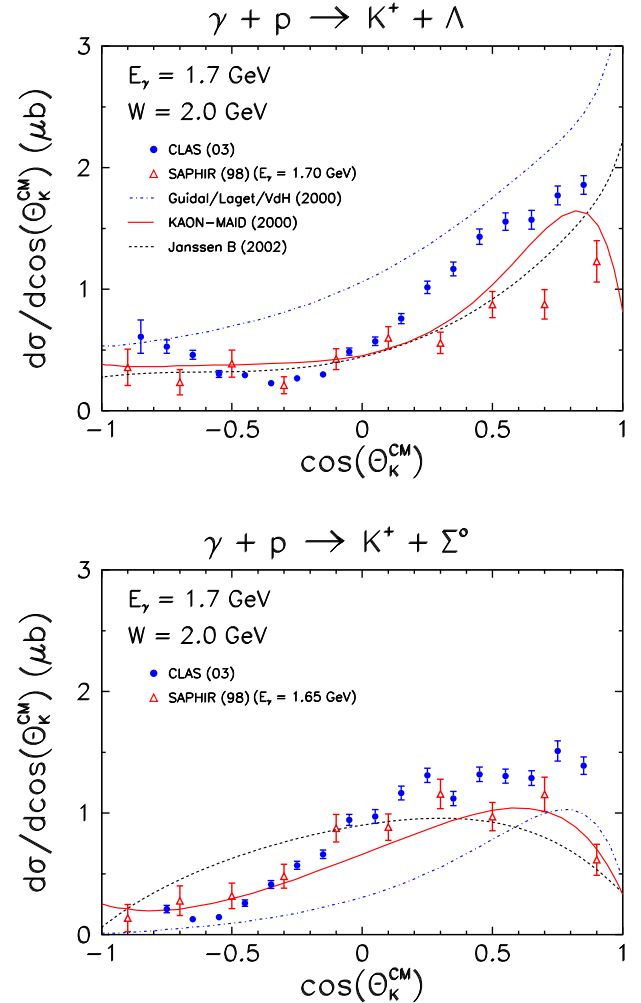 γ + p → K⁺ + Λ
3
2
1
0
dσ/dcos(Θ_K^CM) (μb)
E_γ = 1.7 GeV
W = 2.0 GeV
CLAS (03)
SAPHIR (98) (E_γ = 1.70 GeV)
Guidal/Laget/VdH (2000)
KAON-MAID (2000)
Janssen B (2002)
-1 -0.5 0 0.5 1
cos(Θ_K^CM)
γ + p → K⁺ + Σ⁰
3
2
1
0
dσ/dcos(Θ_K^CM) (μb)
E_γ = 1.7 GeV
W = 2.0 GeV
CLAS (03)
SAPHIR (98) (E_γ = 1.65 GeV)
-1 -0.5 0 0.5 1
cos(Θ_K^CM)